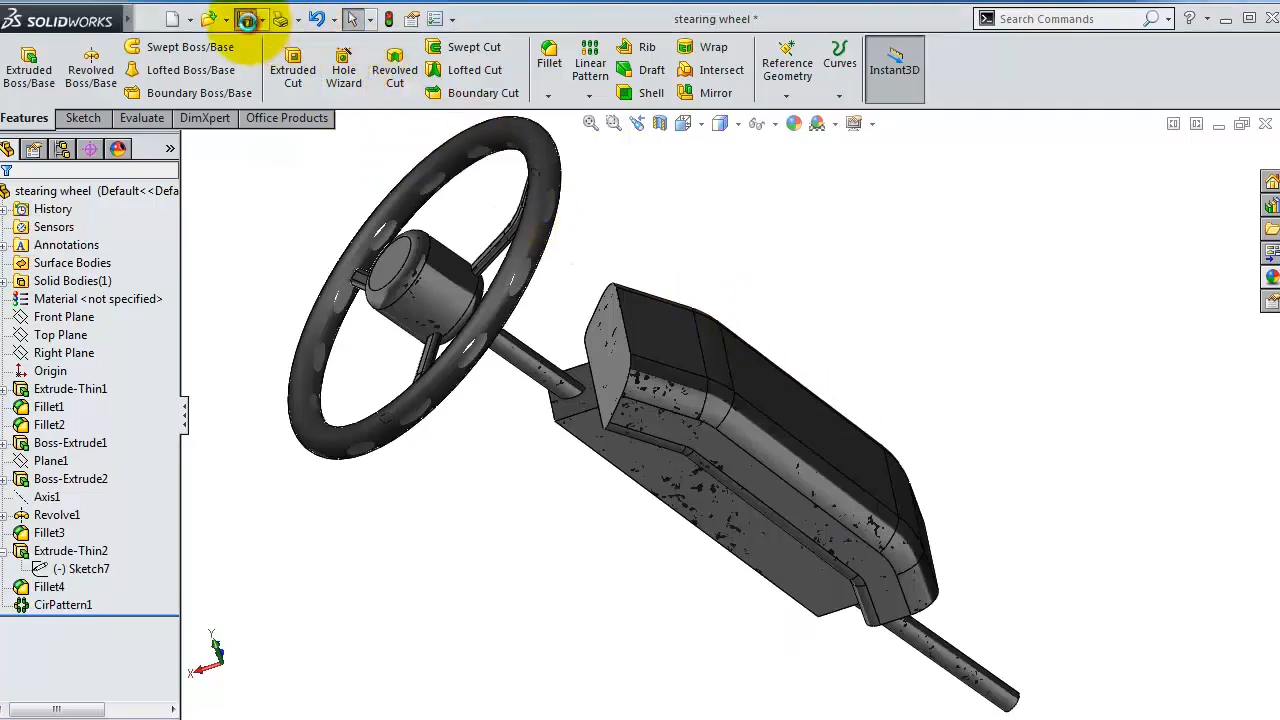 SOLIDWORKS
stearing wheel *
Search Commands
Extruded Boss/Base
Revolved Boss/Base
Swept Boss/Base
Lofted Boss/Base
Boundary Boss/Base
Extruded Cut
Hole Wizard
Revolved Cut
Swept Cut
Lofted Cut
Boundary Cut
Fillet
Linear Pattern
Rib
Draft
Shell
Wrap
Intersect
Mirror
Reference Geometry
Curves
Instant3D
Features
Sketch
Evaluate
DimXpert
Office Products
stearing wheel (Default<<Defa
History
Sensors
Annotations
Surface Bodies
Solid Bodies(1)
Material <not specified>
Front Plane
Top Plane
Right Plane
Origin
Extrude-Thin1
Fillet1
Fillet2
Boss-Extrude1
Plane1
Boss-Extrude2
Axis1
Revolve1
Fillet3
Extrude-Thin2
(-) Sketch7
Fillet4
CirPattern1
Y
X